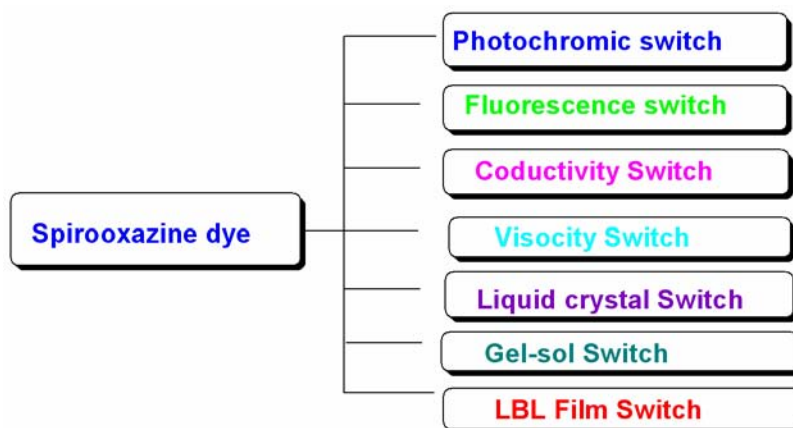 Photochromic switch
Fluorescence switch
Coductivity Switch
Spirooxazine dye
Visocity Switch
Liquid crystal Switch
Gel-sol Switch
LBL Film Switch